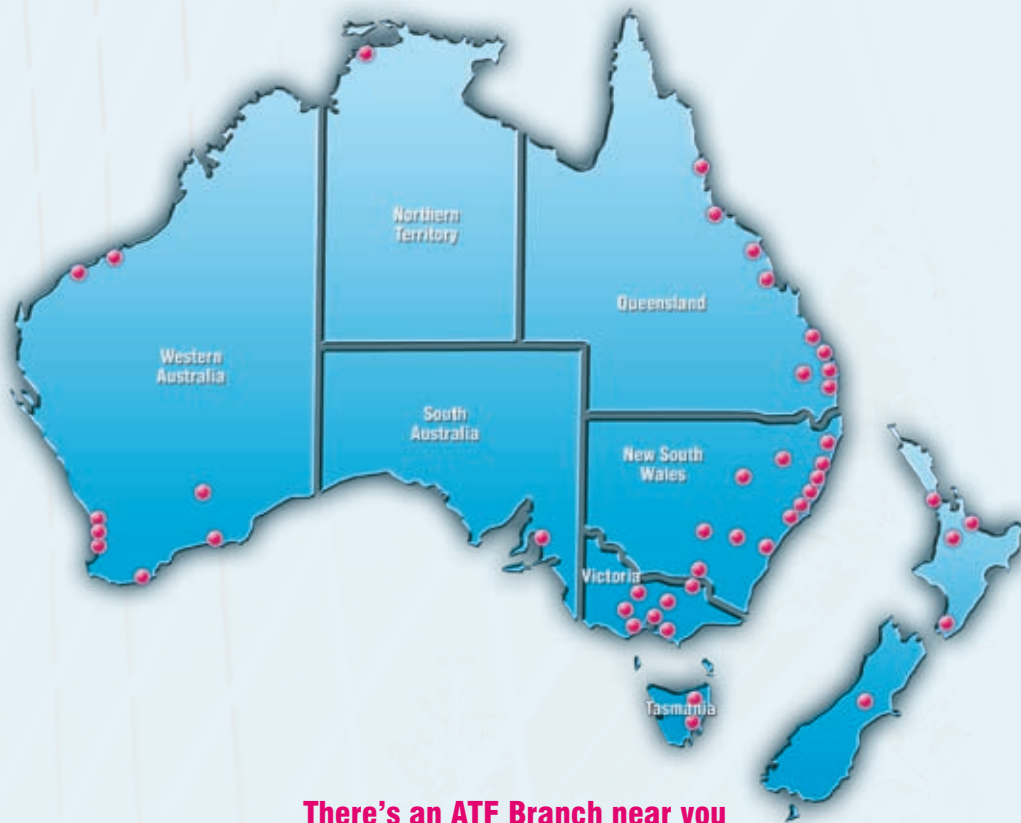 Northern
Territory
Queensland
Western
Australia
South
Australia
New South
Wales
Victoria
Tasmania
There's an ATF Branch near you